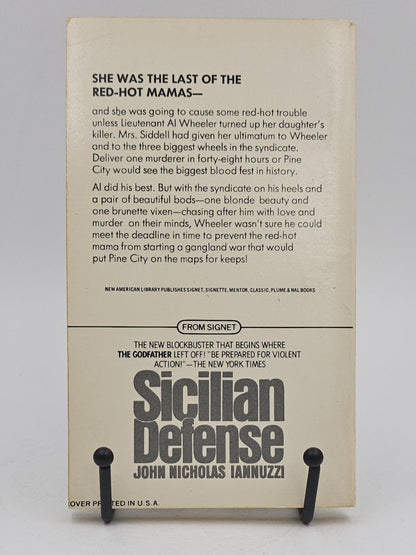 SHE WAS THE LAST OF THE
RED-HOT MAMAS—
and she was going to cause some red-hot trouble
unless Lieutenant Al Wheeler turned up her daughter's
killer. Mrs. Siddell had given her ultimatum to Wheeler
and to the three biggest wheels in the syndicate.
Deliver one murderer in forty-eight hours or Pine
City would see the biggest blood fest in history.
Al did his best. But with the syndicate on his heels and
a pair of beautiful bods—one blonde beauty and
one brunette vixen—chasing after him with love and
murder on their minds, Wheeler wasn't sure he could
meet the deadline in time to prevent the red-hot
mama from starting a gangland war that would
put Pine City on the maps for keeps!
NEW AMERICAN LIBRARY PUBLISHES SIGNET, SIGNETTE, MENTOR, CLASSIC, PLUME & NAL BOOKS
FROM SIGNET
THE NEW BLOCKBUSTER THAT BEGINS WHERE
THE GODFATHER LEFT OFF! "BE PREPARED FOR VIOLENT
ACTION!"—THE NEW YORK TIMES
Sicilian
Defense
JOHN NICHOLAS IANNUZZI
IN U.S.A.